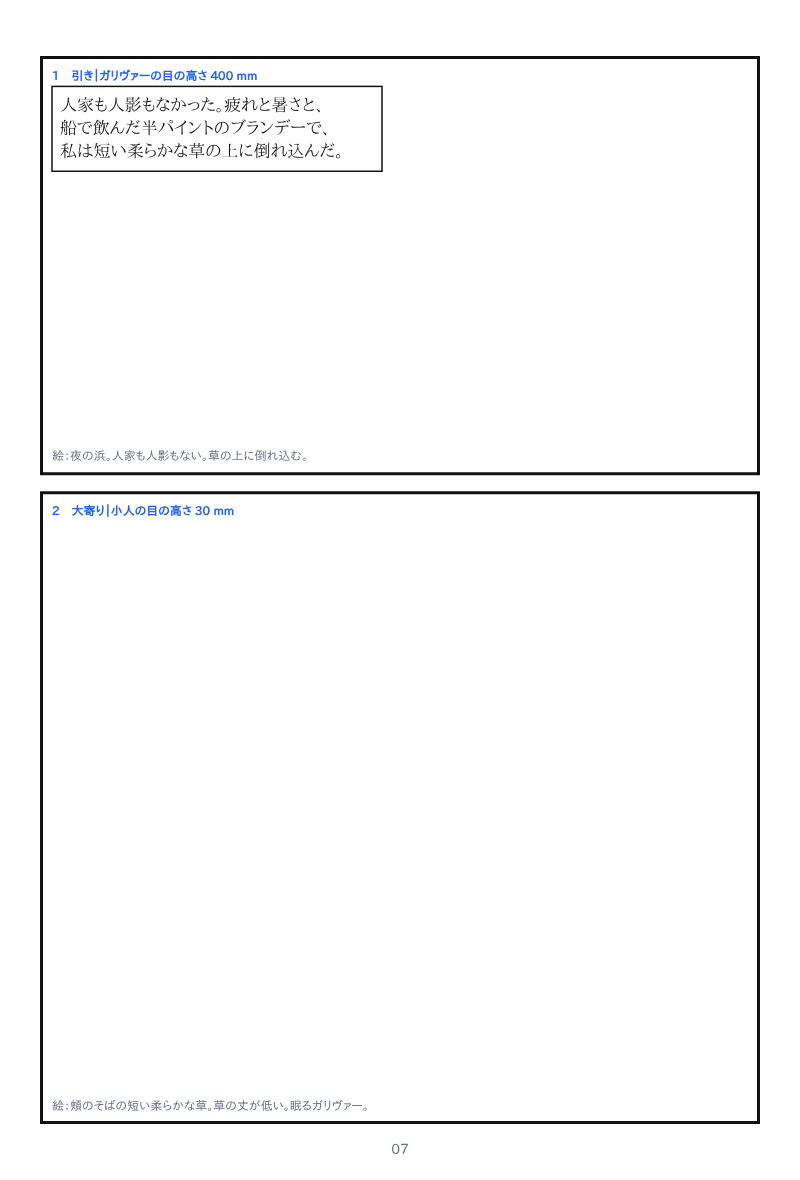 1 引き|ガリヴァーの目の高さ 400 mm
人家も人影もなかった。疲れと暑さと、
船で飲んだ半パイントのブランデーで、
私は短い柔らかな草の上に倒れ込んだ。
絵:夜の浜。人家も人影もない。草の上に倒れ込む。
2 大寄り|小人の目の高さ 30 mm
絵:頬のそばの短い柔らかな草。草の丈が低い。眠るガリヴァー。
07